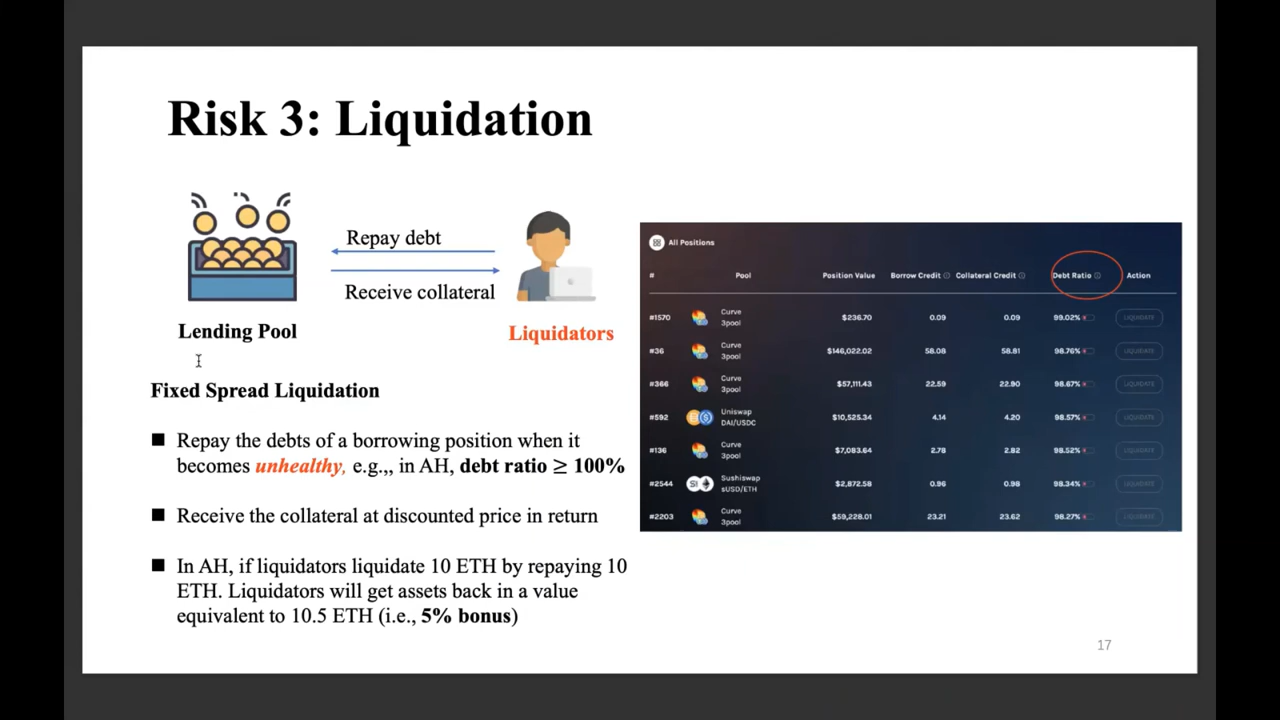 Risk 3: Liquidation
Repay debt
Receive collateral
Lending Pool
Liquidators
Fixed Spread Liquidation
Repay the debts of a borrowing position when it
becomes unhealthy, e.g.,, in AH, debt ratio ≥ 100%
Receive the collateral at discounted price in return
In AH, if liquidators liquidate 10 ETH by repaying 10
ETH. Liquidators will get assets back in a value
equivalent to 10.5 ETH (i.e., 5% bonus)
All Positions
# Pool Position Value Borrow Credit Collateral Credit Debt Ratio Action
#1570 Curve 3pool $236.70 0.09 0.09 99.02% LIQUIDATE
#36 Curve 3pool $146,022.02 58.08 58.81 98.76% LIQUIDATE
#366 Curve 3pool $57,111.43 22.59 22.90 98.67% LIQUIDATE
#592 Uniswap DAI/USDC $10,525.34 4.14 4.20 98.57% LIQUIDATE
#136 Curve 3pool $7,083.64 2.78 2.82 98.52% LIQUIDATE
#2544 Sushiswap sUSD/ETH $2,872.58 0.96 0.98 98.34% LIQUIDATE
#2203 Curve 3pool $59,228.01 23.21 23.62 98.27% LIQUIDATE
17